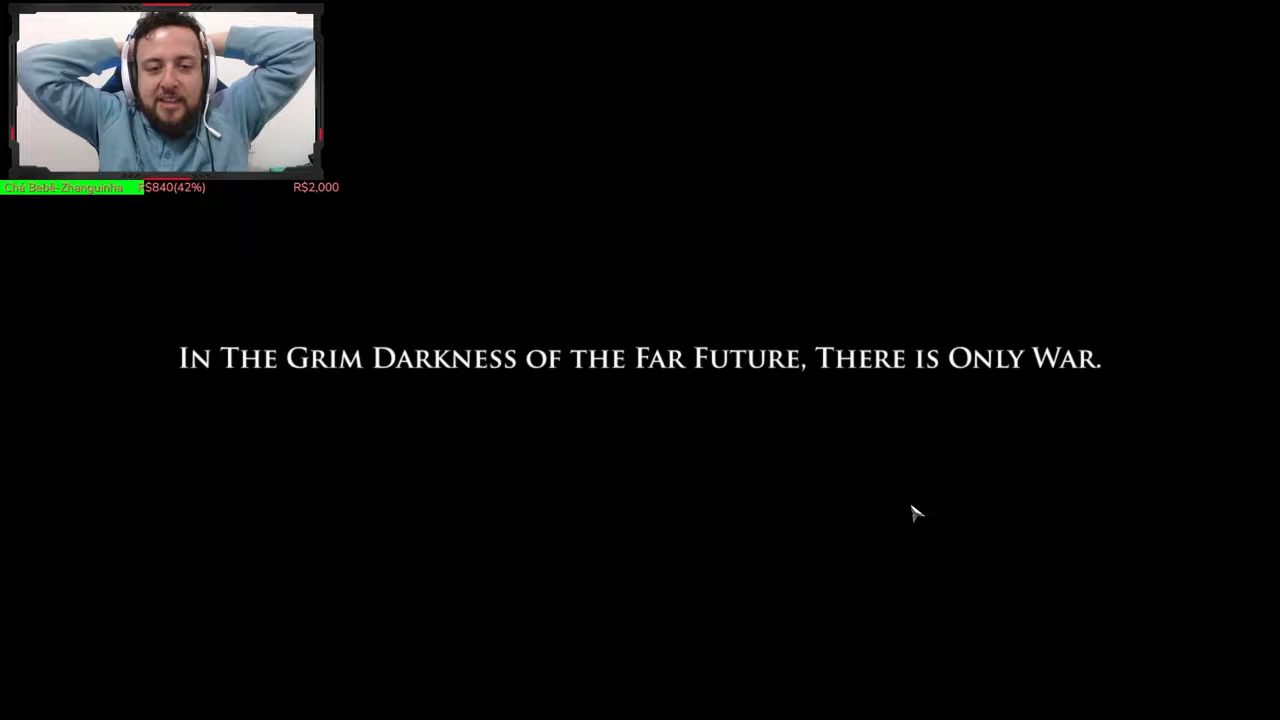 Chá Bebê-Zhanguinha R$840(42%) R$2,000
In The Grim Darkness of the Far Future, There is Only War.